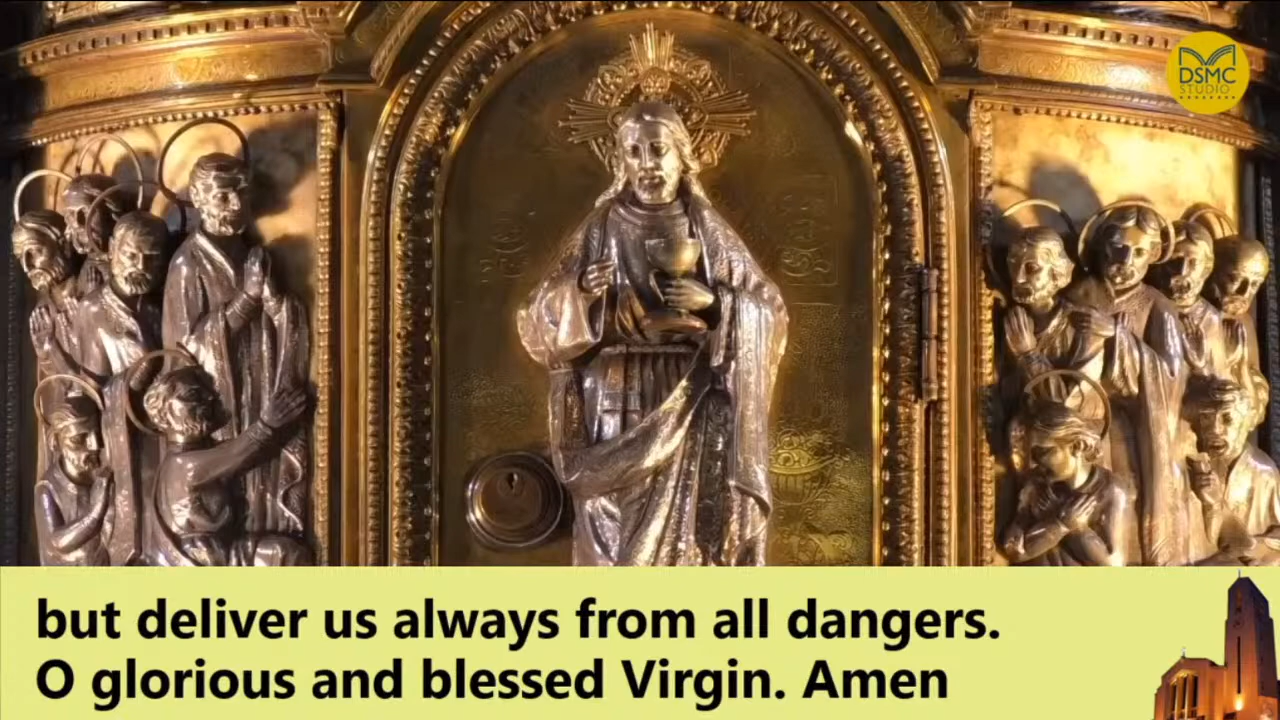 DSMC
STUDIO
but deliver us always from all dangers.
O glorious and blessed Virgin. Amen